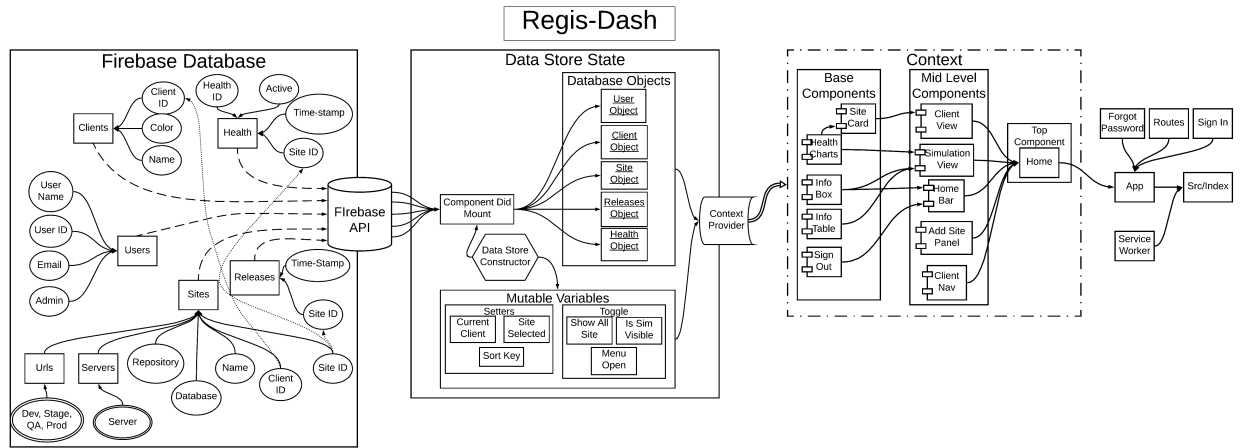 Regis-Dash
Firebase Database
Clients
Client
ID
Color
Name
Health
ID
Active
Time-stamp
Health
Site ID
User
Name
User ID
Email
Admin
Users
Sites
Releases
Time-Stamp
Site ID
Urls
Servers
Repository
Database
Name
Client
ID
Site ID
Dev, Stage,
QA, Prod
Server
FIrebase
API
Data Store State
Database Objects
User
Object
Client
Object
Site
Object
Releases
Object
Health
Object
Component Did
Mount
Data Store
Constructor
Mutable Variables
Setters
Current
Client
Site
Selected
Sort Key
Toggle
Show All
Site
Is Sim
Visible
Menu
Open
Context
Provider
Context
Base
Components
Site
Card
Health
Charts
Info
Box
Info
Table
Sign
Out
Mid Level
Components
Client
View
Simulation
View
Home
Bar
Add Site
Panel
Client
Nav
Top
Component
Home
Forgot
Password
Routes
Sign In
App
Src/Index
Service
Worker